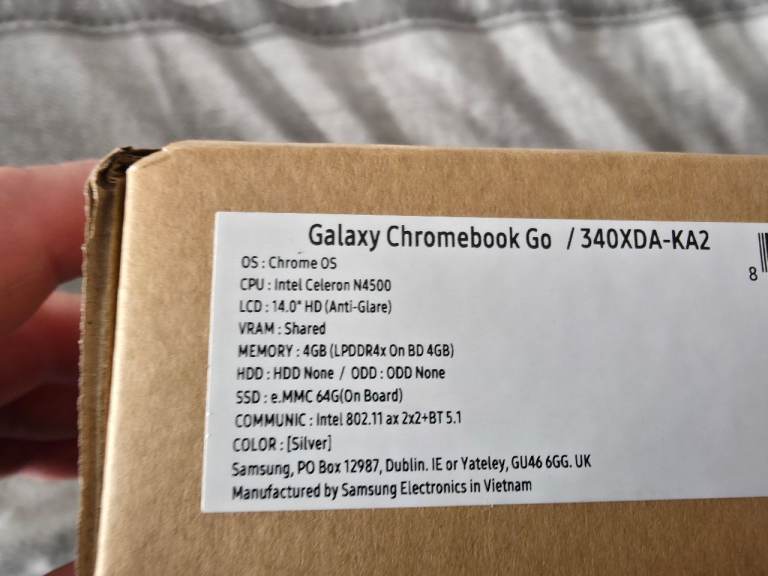 Galaxy Chromebook Go / 340XDA-KA2
OS : Chrome OS
CPU : Intel Celeron N4500
LCD : 14.0" HD (Anti-Glare)
VRAM : Shared
MEMORY : 4GB (LPDDR4x On BD 4GB)
HDD : HDD None / ODD : ODD None
SSD : e.MMC 64G(On Board)
COMMUNIC : Intel 802.11 ax 2x2+BT 5.1
COLOR : [Silver]
Samsung, PO Box 12987, Dublin. IE or Yateley, GU46 6GG. UK
Manufactured by Samsung Electronics in Vietnam
8